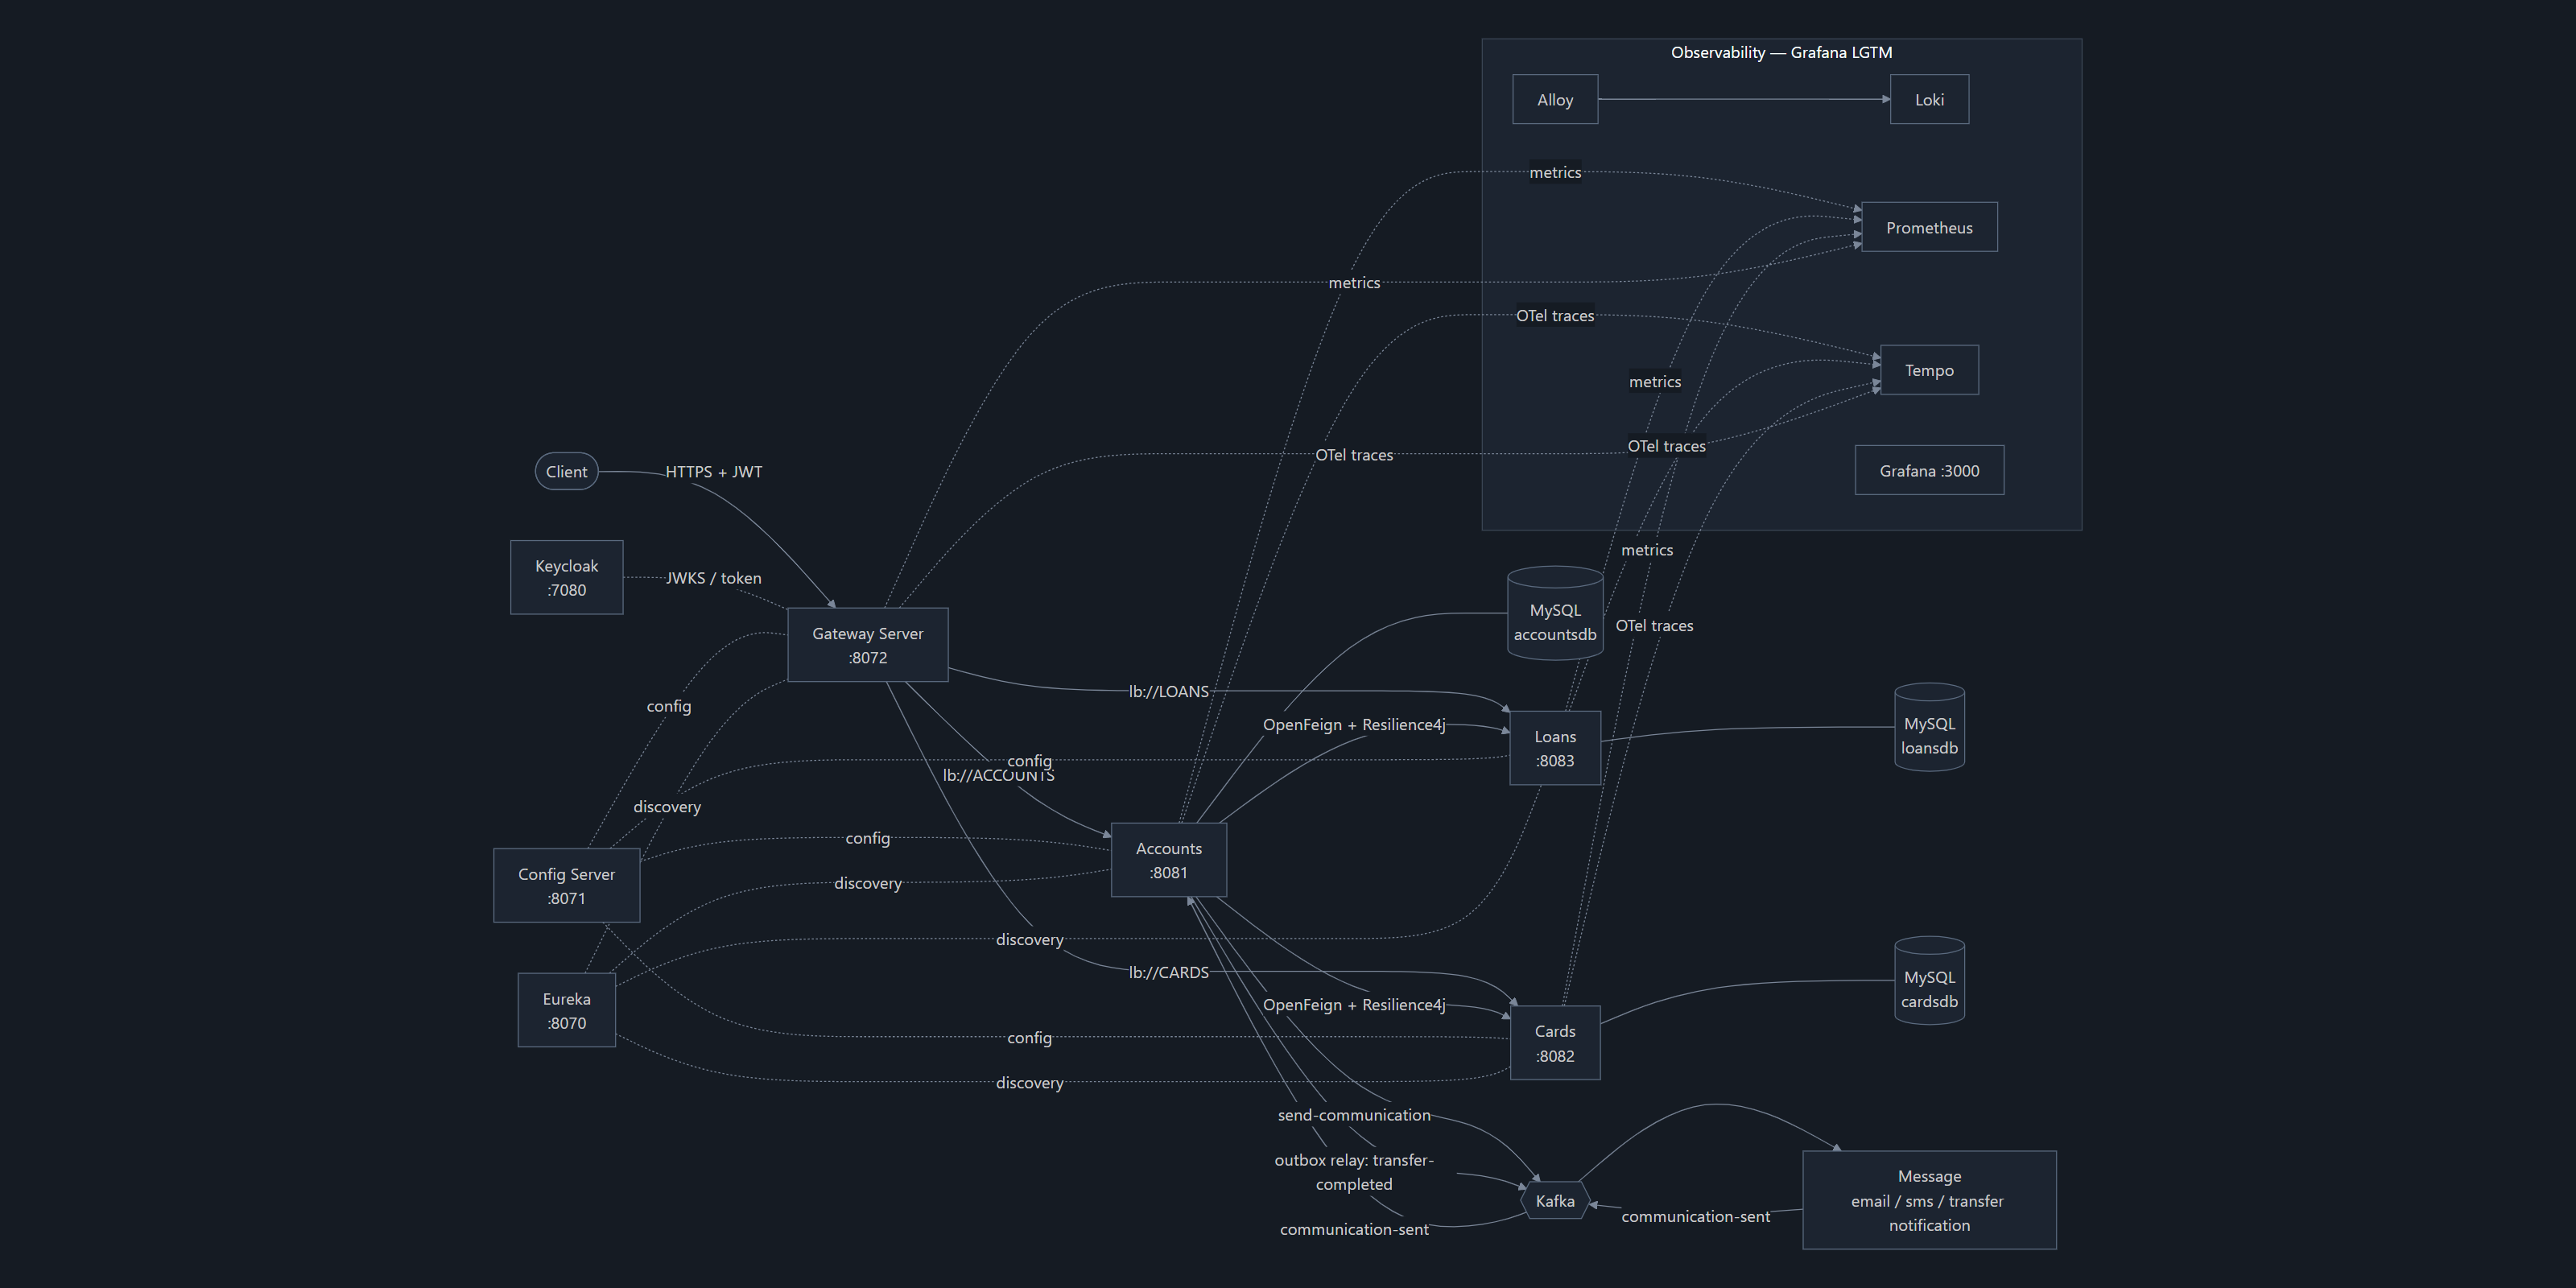 Observability — Grafana LGTM
Alloy
Loki
metrics
Prometheus
metrics
OTel traces
Tempo
metrics
OTel traces
OTel traces
Client
HTTPS + JWT
Grafana :3000
metrics
Keycloak
:7080
JWKS / token
MySQL
accountsdb
OTel traces
Gateway Server
:8072
lb://LOANS
config
OpenFeign + Resilience4j
Loans
:8083
MySQL
loansdb
config
lb://ACCOUNTS
discovery
config
Accounts
:8081
Config Server
:8071
discovery
discovery
lb://CARDS
MySQL
cardsdb
Eureka
:8070
OpenFeign + Resilience4j
config
Cards
:8082
discovery
send-communication
outbox relay: transfer-
completed
Kafka
Message
email / sms / transfer
notification
communication-sent
communication-sent